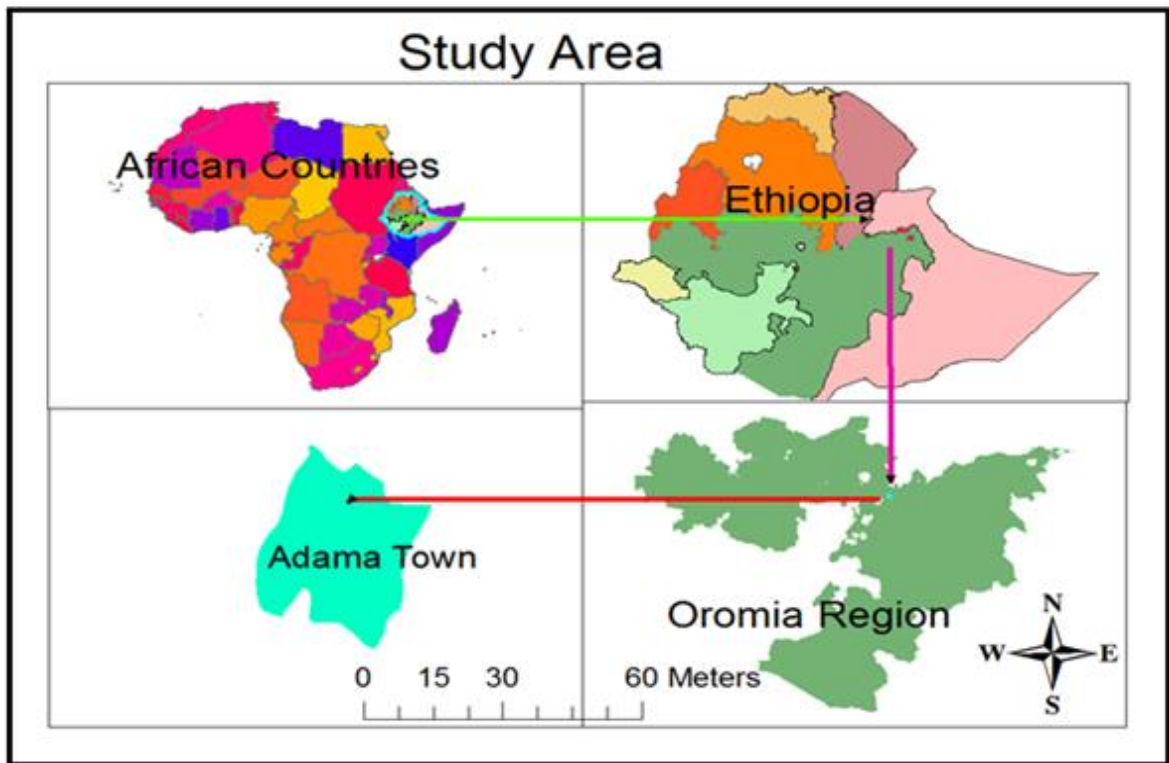 Study Area
African Countries
Ethiopia
Adama Town
Oromia Region
N
W E
S
0 15 30 60 Meters